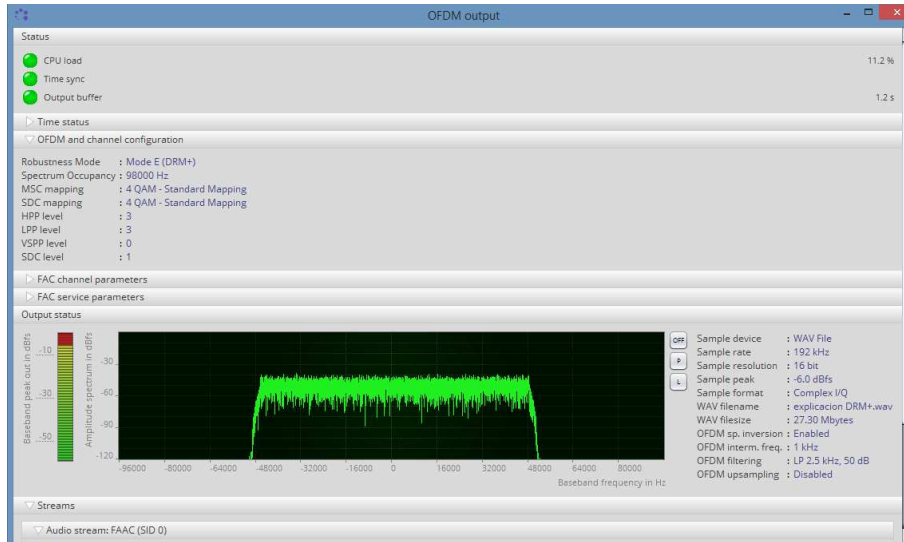 OFDM output
Status
CPU load 11.2 %
Time sync
Output buffer 1.2 s
Time status
OFDM and channel configuration
Robustness Mode : Mode E (DRM+)
Spectrum Occupancy : 98000 Hz
MSC mapping : 4 QAM - Standard Mapping
SDC mapping : 4 QAM - Standard Mapping
HPP level : 3
LPP level : 3
VSPP level : 0
SDC level : 1
FAC channel parameters
FAC service parameters
Output status
Baseband peak out in dBfs
-10
-30
-50
Amplitude spectrum in dBfs
-30
-60
-90
-120
-96000 -80000 -64000 -48000 -32000 -16000 0 16000 32000 48000 64000 80000
Baseband frequency in Hz
OFF
P
L
Sample device : WAV File
Sample rate : 192 kHz
Sample resolution : 16 bit
Sample peak : -6.0 dBfs
Sample format : Complex I/Q
WAV filename : explicacion DRM+.wav
WAV filesize : 27.30 Mbytes
OFDM sp. inversion : Enabled
OFDM interm. freq. : 1 kHz
OFDM filtering : LP 2.5 kHz, 50 dB
OFDM upsampling : Disabled
Streams
Audio stream: FAAC (SID 0)